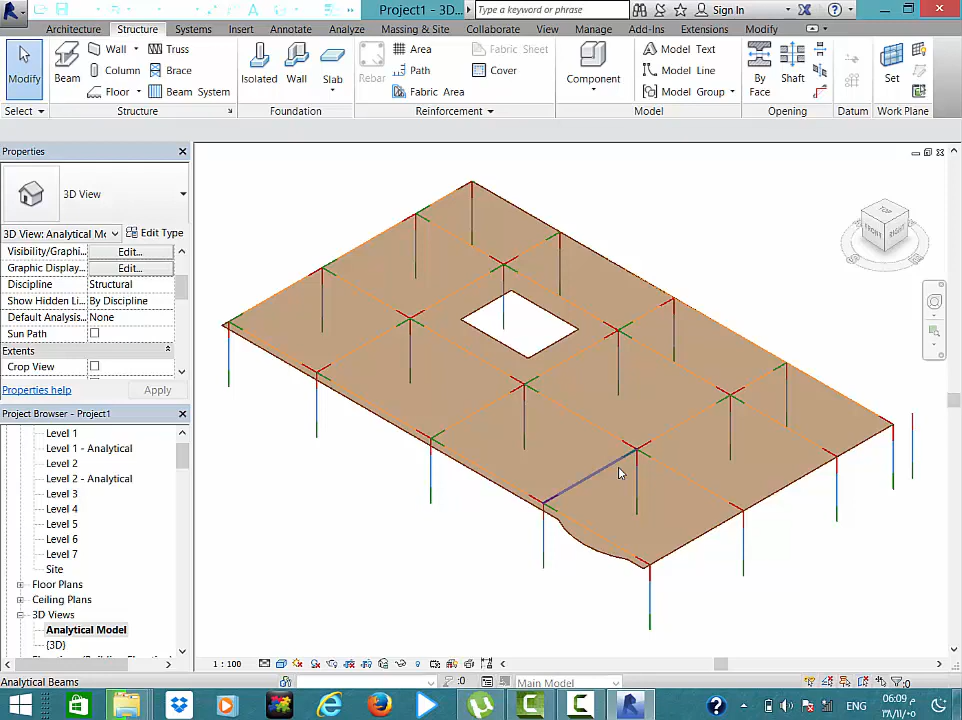 Project1 - 3D...
Type a keyword or phrase
Sign In
Architecture Structure Systems Insert Annotate Analyze Massing & Site Collaborate View Manage Add-Ins Extensions Modify
Modify
Beam
Wall
Column
Floor
Truss
Brace
Beam System
Isolated
Wall
Slab
Rebar
Area
Path
Fabric Area
Fabric Sheet
Cover
Component
Model Text
Model Line
Model Group
By
Face
Shaft
Set
Select
Structure
Foundation
Reinforcement
Model
Opening
Datum
Work Plane
Properties
3D View
3D View: Analytical Mo
Edit Type
Visibility/Graphi...
Edit...
Graphic Display...
Edit...
Discipline
Structural
Show Hidden Li...
By Discipline
Default Analysis...
None
Sun Path
Extents
Crop View
Properties help
Apply
Project Browser - Project1
Level 1
Level 1 - Analytical
Level 2
Level 2 - Analytical
Level 3
Level 4
Level 5
Level 6
Level 7
Site
Floor Plans
Ceiling Plans
3D Views
Analytical Model
{3D}
TOP
FRONT
RIGHT
1 : 100
Analytical Beams
:0
Main Model
:0
ENG
06:09 م